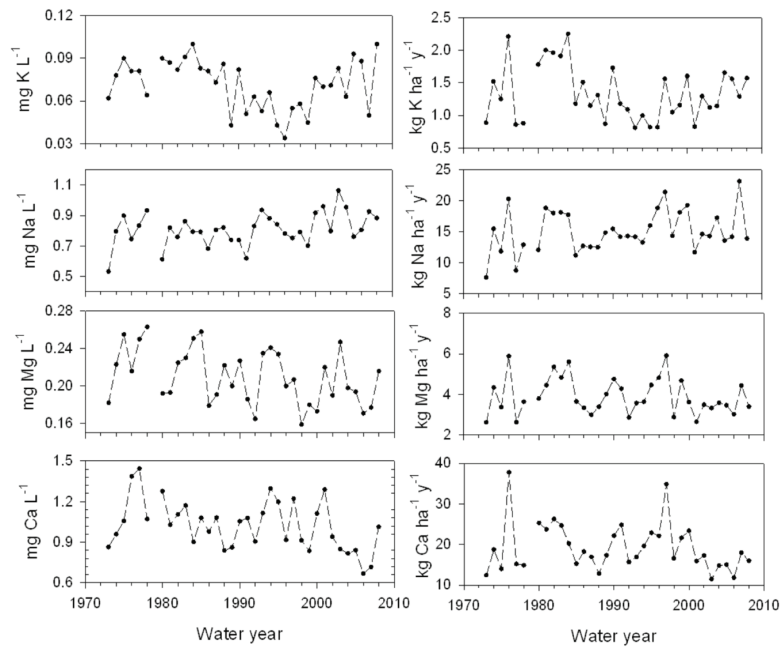 0.12
0.09
0.06
0.03
mg K L⁻¹
2.5
2.0
1.5
1.0
0.5
kg K ha⁻¹ y⁻¹
1.1
0.9
0.7
0.5
mg Na L⁻¹
25
20
15
10
5
kg Na ha⁻¹ y⁻¹
0.28
0.24
0.20
0.16
mg Mg L⁻¹
8
6
4
2
kg Mg ha⁻¹ y⁻¹
1.5
1.2
0.9
0.6
mg Ca L⁻¹
40
30
20
10
kg Ca ha⁻¹ y⁻¹
1970 1980 1990 2000 2010
Water year
1970 1980 1990 2000 2010
Water year